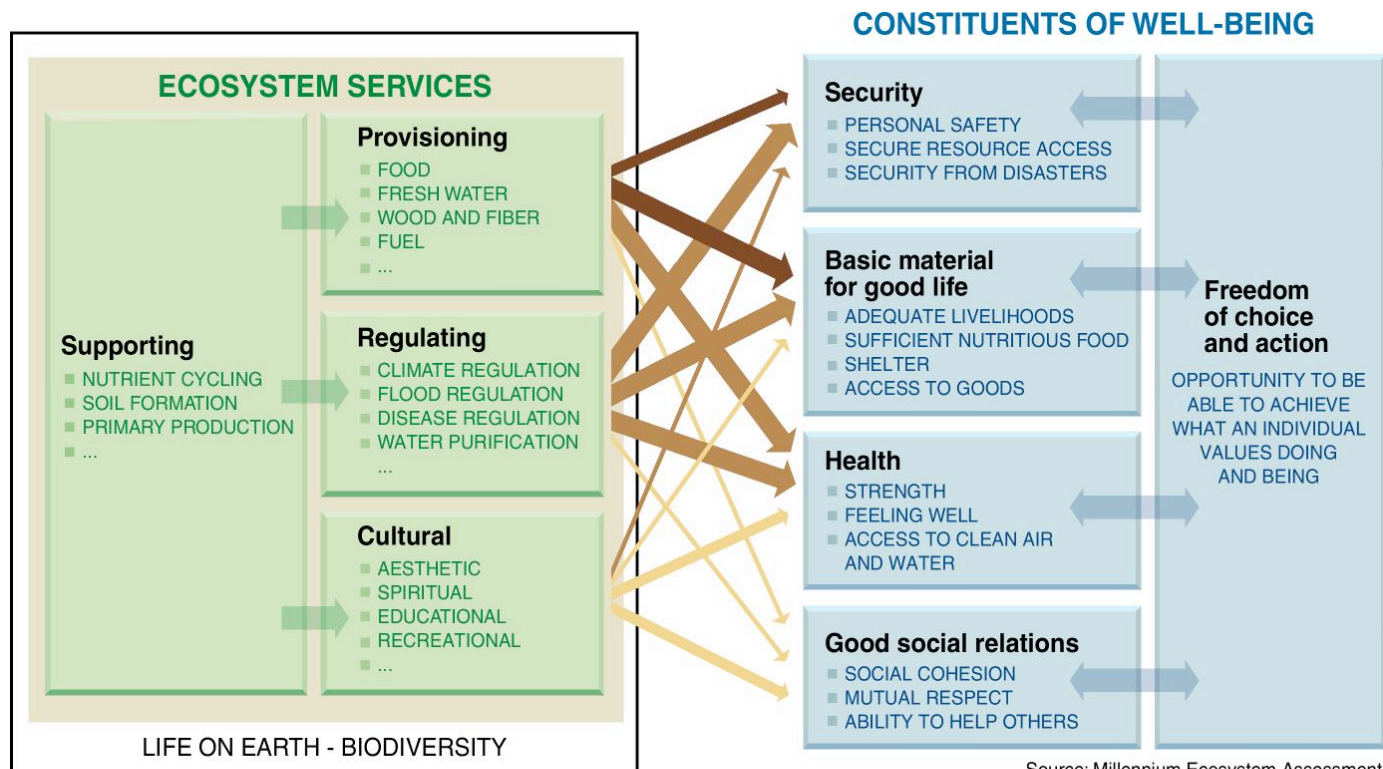 CONSTITUENTS OF WELL-BEING
ECOSYSTEM SERVICES
Supporting
NUTRIENT CYCLING
SOIL FORMATION
PRIMARY PRODUCTION
...
Provisioning
FOOD
FRESH WATER
WOOD AND FIBER
FUEL
...
Regulating
CLIMATE REGULATION
FLOOD REGULATION
DISEASE REGULATION
WATER PURIFICATION
...
Cultural
AESTHETIC
SPIRITUAL
EDUCATIONAL
RECREATIONAL
...
LIFE ON EARTH - BIODIVERSITY
Security
PERSONAL SAFETY
SECURE RESOURCE ACCESS
SECURITY FROM DISASTERS
Basic material
for good life
ADEQUATE LIVELIHOODS
SUFFICIENT NUTRITIOUS FOOD
SHELTER
ACCESS TO GOODS
Health
STRENGTH
FEELING WELL
ACCESS TO CLEAN AIR
AND WATER
Good social relations
SOCIAL COHESION
MUTUAL RESPECT
ABILITY TO HELP OTHERS
Freedom
of choice
and action
OPPORTUNITY TO BE
ABLE TO ACHIEVE
WHAT AN INDIVIDUAL
VALUES DOING
AND BEING
Source: Millennium Ecosystem Assessment